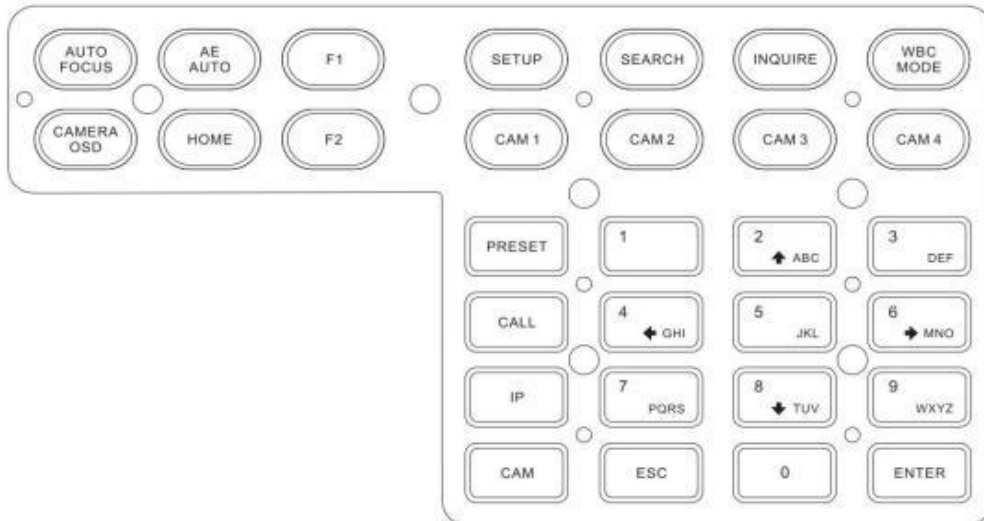 AUTO
FOCUS
AE
AUTO
F1
SETUP
SEARCH
INQUIRE
WBC
MODE
CAMERA
OSD
HOME
F2
CAM 1
CAM 2
CAM 3
CAM 4
PRESET
1
2
ABC
3
DEF
CALL
4
GHI
5
JKL
6
MNO
IP
7
PQRS
8
TUV
9
WXYZ
CAM
ESC
0
ENTER